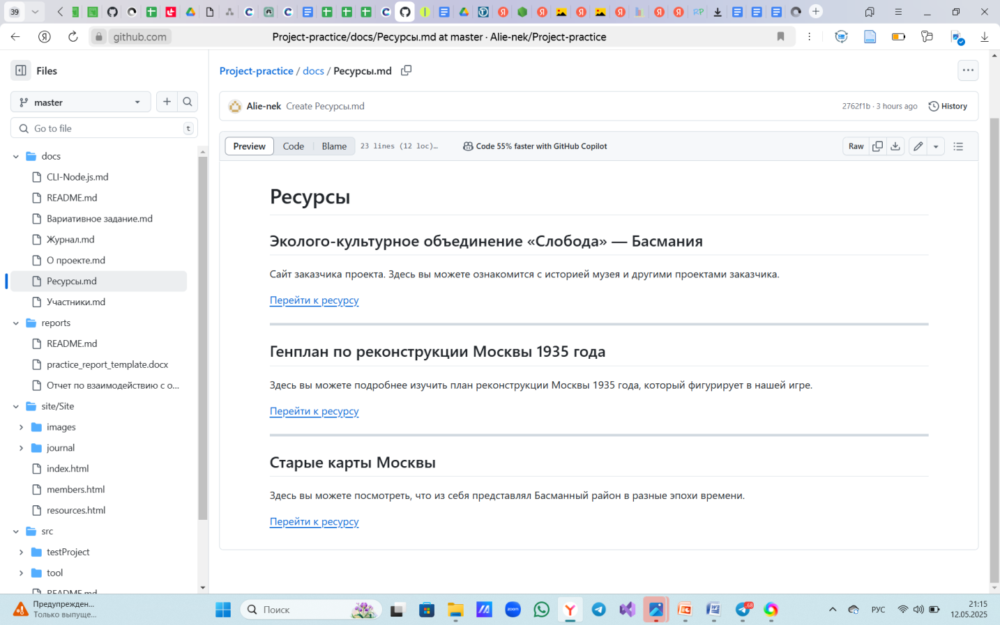 39
github.com
Project-practice/docs/Ресурсы.md at master · Alie-nek/Project-practice
Files
master
Go to file
t
docs
CLI-Node.js.md
README.md
Вариативное задание.md
Журнал.md
О проекте.md
Ресурсы.md
Участники.md
reports
README.md
practice_report_template.docx
Отчет по взаимодействию с о...
site/Site
images
journal
index.html
members.html
resources.html
src
testProject
tool
README.md
Project-practice / docs / Ресурсы.md
Alie-nek Create Ресурсы.md
2762f1b · 3 hours ago
History
Preview Code Blame 23 lines (12 loc)...
Code 55% faster with GitHub Copilot
Raw
Ресурсы
Эколого-культурное объединение «Слобода» — Басмания
Сайт заказчика проекта. Здесь вы можете ознакомится с историей музея и другими проектами заказчика.
Перейти к ресурсу
Генплан по реконструкции Москвы 1935 года
Здесь вы можете подробнее изучить план реконструкции Москвы 1935 года, который фигурирует в нашей игре.
Перейти к ресурсу
Старые карты Москвы
Здесь вы можете посмотреть, что из себя представлял Басманный район в разные эпохи времени.
Перейти к ресурсу
Предупрежден...
Только выпуще...
Поиск
zoom
РУС
21:15
12.05.2025